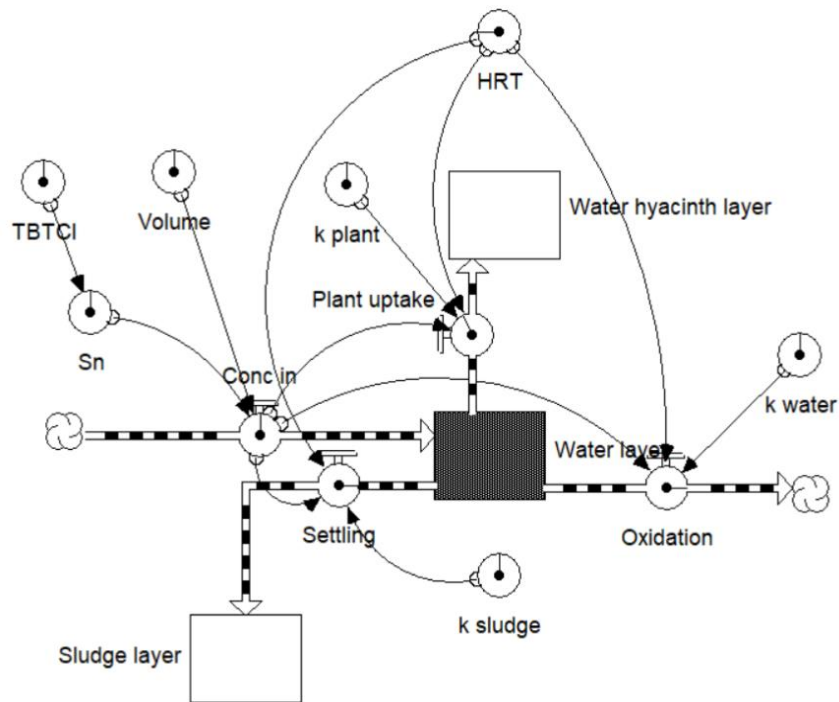 HRT
TBTCl
Volume
k plant
Water hyacinth layer
Plant uptake
Sn
Conc in
k water
Water layer
Settling
Oxidation
k sludge
Sludge layer